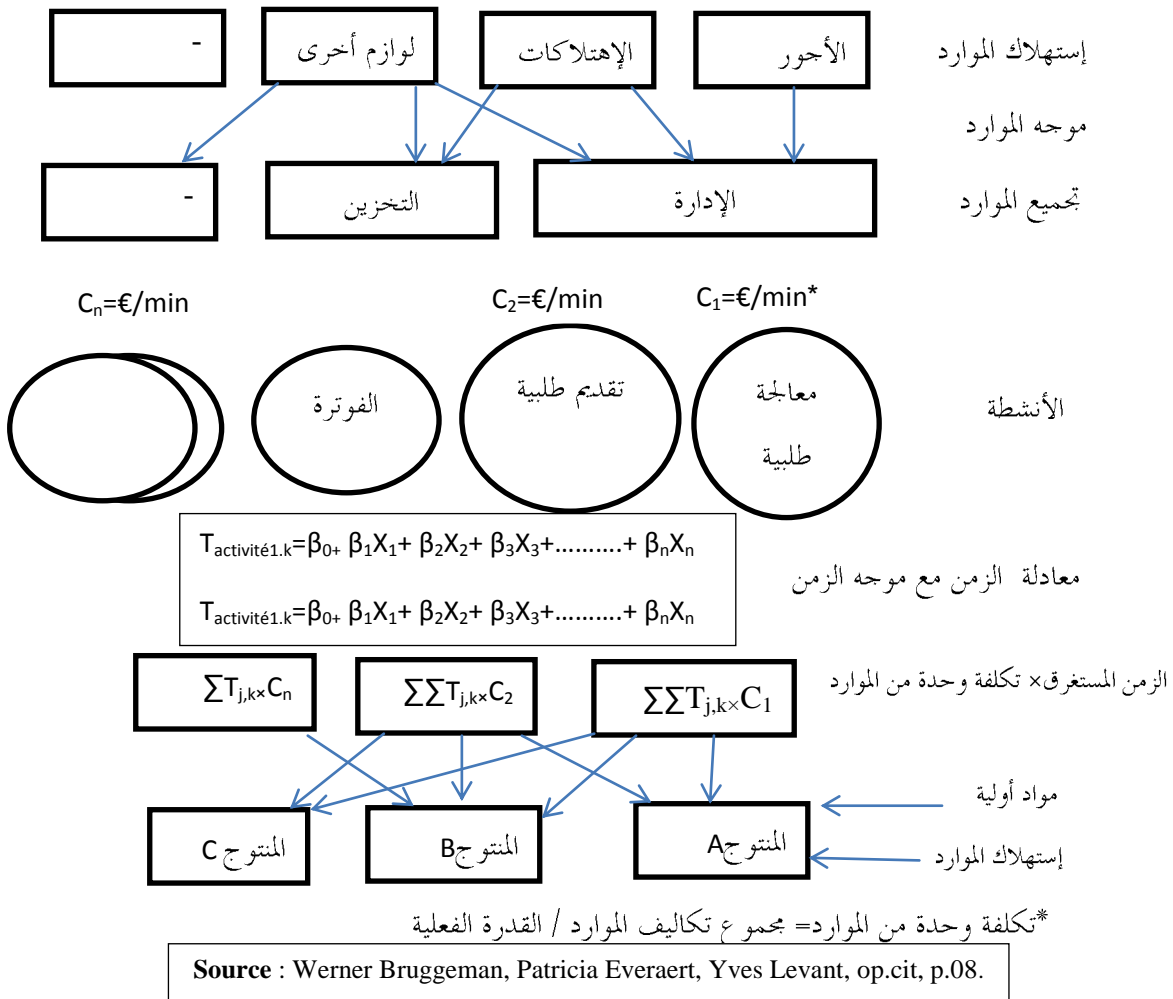 إستهلاك الموارد
الأجور
الإهتلاكات
لوازم أخرى
-
موجه الموارد
تجميع الموارد
الإدارة
التخزين
-
C₁=€/min*
C₂=€/min
Cₙ=€/min
الأنشطة
معالجة
طلبية
تقديم طلبية
الفوترة
معادلة الزمن مع موجه الزمن
Tactivité1.k=β₀₊ β₁X₁+ β₂X₂+ β₃X₃+..........+ βₙXₙ
Tactivité1.k=β₀₊ β₁X₁+ β₂X₂+ β₃X₃+..........+ βₙXₙ
الزمن المستغرق× تكلفة وحدة من الموارد
∑∑Tj,k×C₁
∑∑Tj,k×C₂
∑Tj,k×Cₙ
مواد أولية
إستهلاك الموارد
المنتوجA
المنتوجB
المنتوج C
*تكلفة وحدة من الموارد= مجموع تكاليف الموارد / القدرة الفعلية
Source : Werner Bruggeman, Patricia Everaert, Yves Levant, op.cit, p.08.